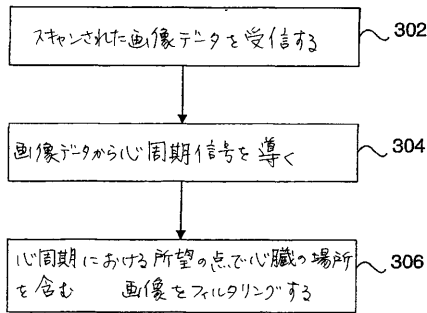 スキャンされた画像データを受信する
302
画像データから心周期信号を導く
304
心周期における所望の点で心臓の場所
を含む 画像をフィルタリングする
306